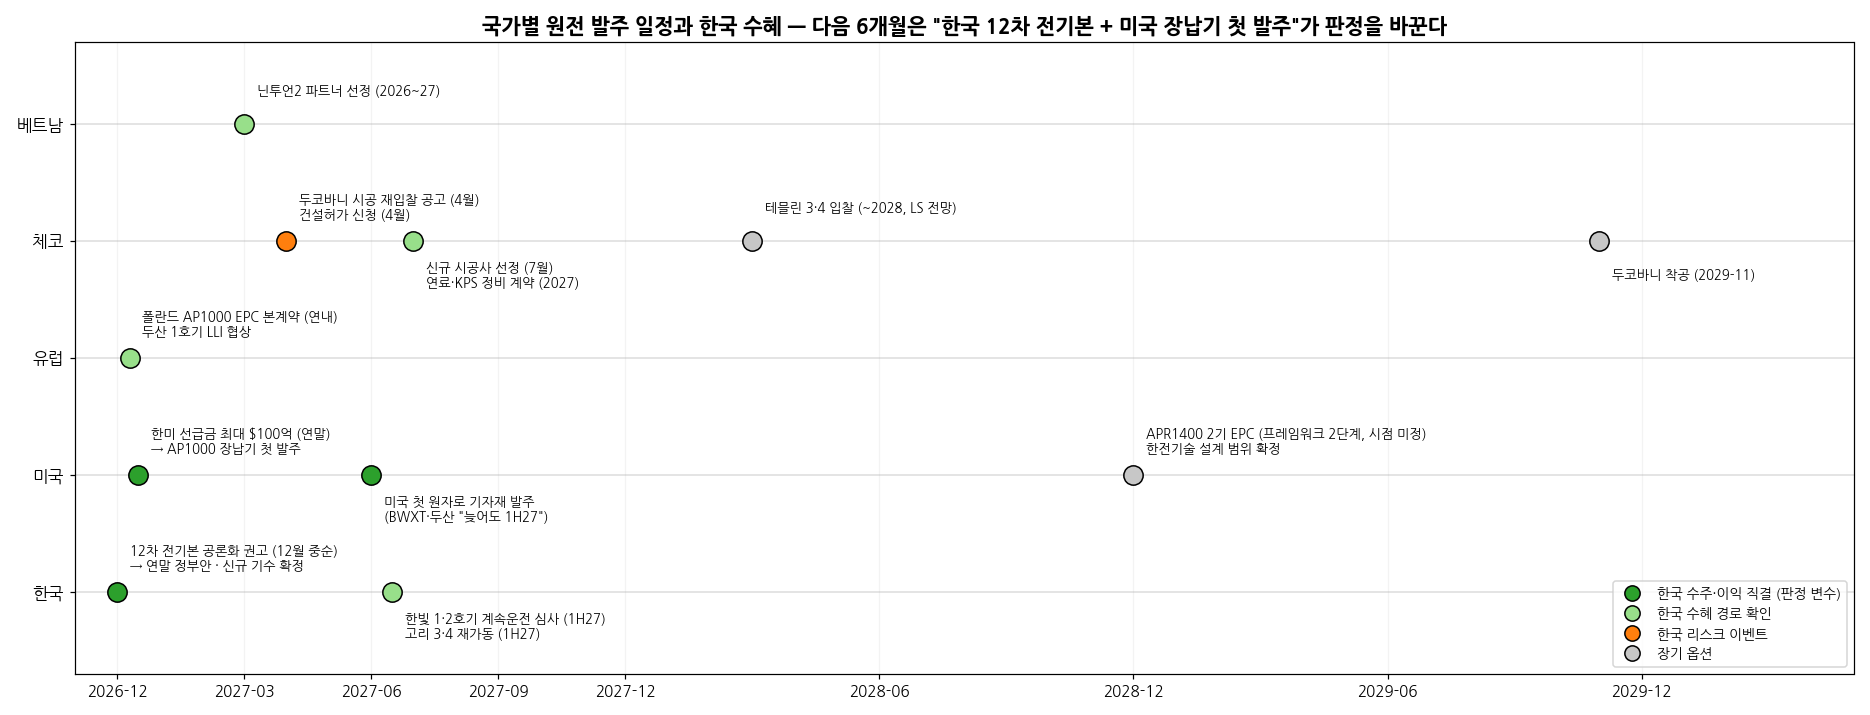 국가별 원전 발주 일정과 한국 수혜 — 다음 6개월은 "한국 12차 전기본 + 미국 장납기 첫 발주"가 판정을 바꾼다
베트남
닌투언2 파트너 선정 (2026~27)
체코
두코바니 시공 재입찰 공고 (4월)
건설허가 신청 (4월)
신규 시공사 선정 (7월)
연료·KPS 정비 계약 (2027)
테믈린 3·4 입찰 (~2028, LS 전망)
두코바니 착공 (2029-11)
유럽
폴란드 AP1000 EPC 본계약 (연내)
두산 1호기 LLI 협상
미국
한미 선급금 최대 $100억 (연말)
→ AP1000 장납기 첫 발주
미국 첫 원자로 기자재 발주
(BWXT·두산 "늦어도 1H27")
APR1400 2기 EPC (프레임워크 2단계, 시점 미정)
한전기술 설계 범위 확정
한국
12차 전기본 공론화 권고 (12월 중순)
→ 연말 정부안 · 신규 기수 확정
한빛 1·2호기 계속운전 심사 (1H27)
고리 3·4 재가동 (1H27)
한국 수주·이익 직결 (판정 변수)
한국 수혜 경로 확인
한국 리스크 이벤트
장기 옵션
2026-12
2027-03
2027-06
2027-09
2027-12
2028-06
2028-12
2029-06
2029-12